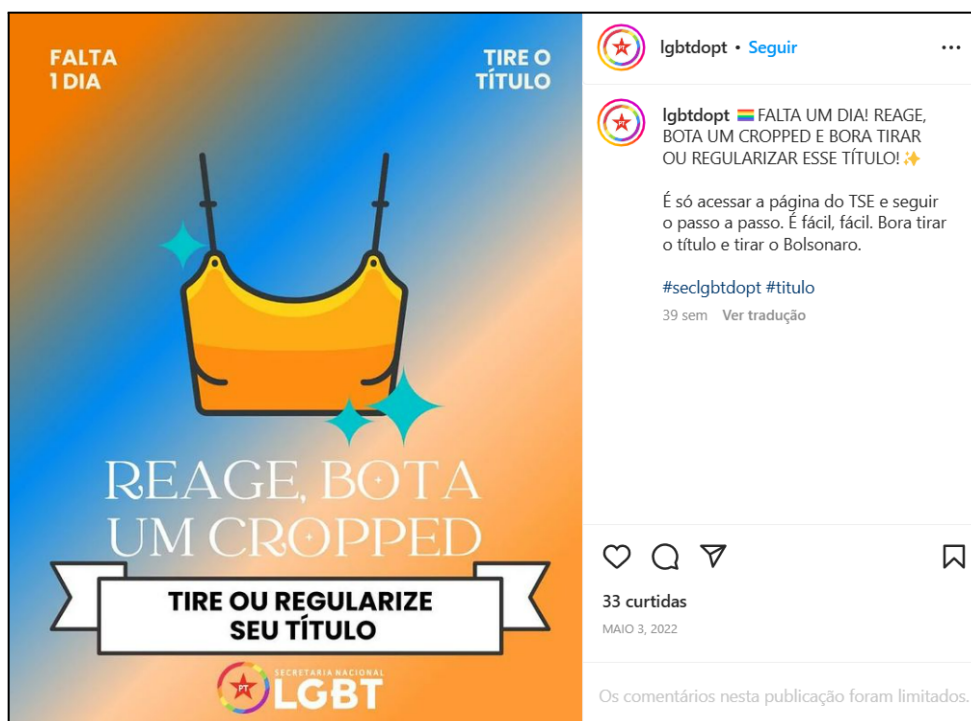 FALTA
1 DIA
TIRE O
TÍTULO
REAGE, BOTA
UM CROPPED
TIRE OU REGULARIZE
SEU TÍTULO
PT
SECRETARIA NACIONAL
LGBT
PT
lgbtdopt • Seguir
PT
lgbtdopt FALTA UM DIA! REAGE,
BOTA UM CROPPED E BORA TIRAR
OU REGULARIZAR ESSE TÍTULO!
É só acessar a página do TSE e seguir
o passo a passo. É fácil, fácil. Bora tirar
o título e tirar o Bolsonaro.
#seclgbtdopt #titulo
39 sem Ver tradução
33 curtidas
MAIO 3, 2022
Os comentários nesta publicação foram limitados.